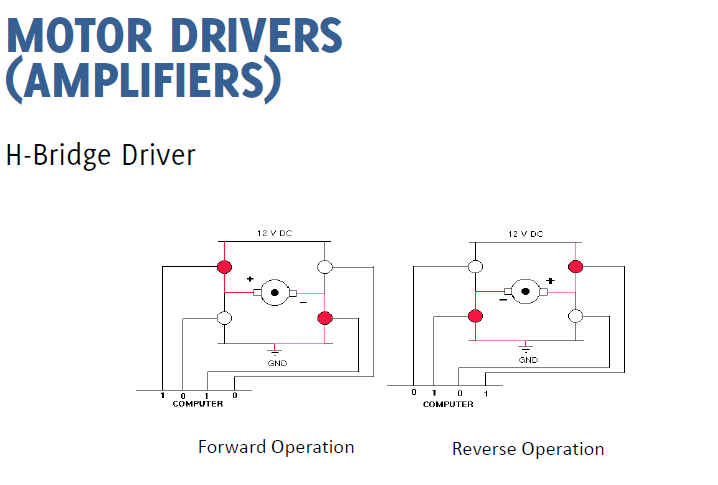 MOTOR DRIVERS
(AMPLIFIERS)
H-Bridge Driver
12 V DC
+
−
GND
1 0 1 0
COMPUTER
Forward Operation
12 V DC
+
−
GND
0 1 0 1
COMPUTER
Reverse Operation